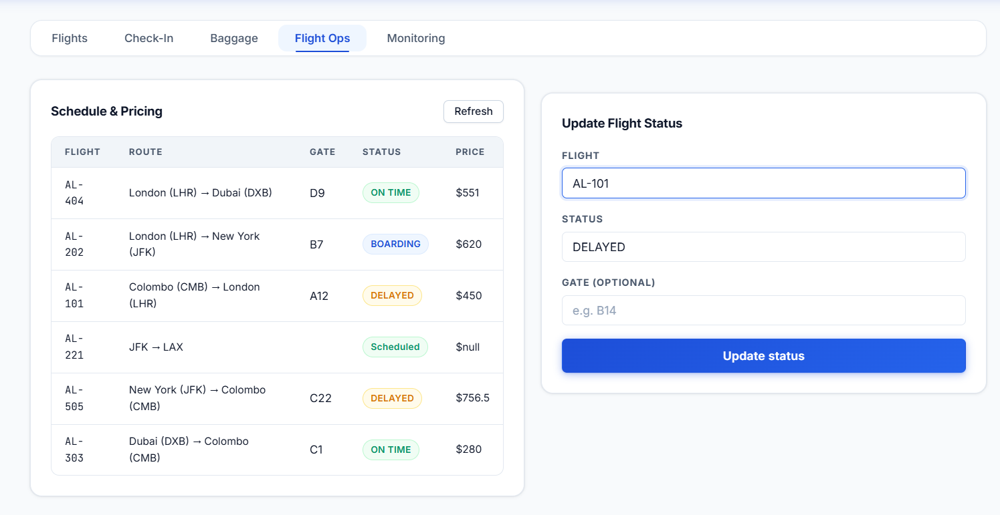 Flights Check-In Baggage Flight Ops Monitoring
Schedule & Pricing
Refresh
FLIGHT ROUTE GATE STATUS PRICE
AL-
404
London (LHR) → Dubai (DXB)
D9
ON TIME
$551
AL-
202
London (LHR) → New York
(JFK)
B7
BOARDING
$620
AL-
101
Colombo (CMB) → London
(LHR)
A12
DELAYED
$450
AL-
221
JFK → LAX
Scheduled
$null
AL-
505
New York (JFK) → Colombo
(CMB)
C22
DELAYED
$756.5
AL-
303
Dubai (DXB) → Colombo
(CMB)
C1
ON TIME
$280
Update Flight Status
FLIGHT
AL-101
STATUS
DELAYED
GATE (OPTIONAL)
e.g. B14
Update status